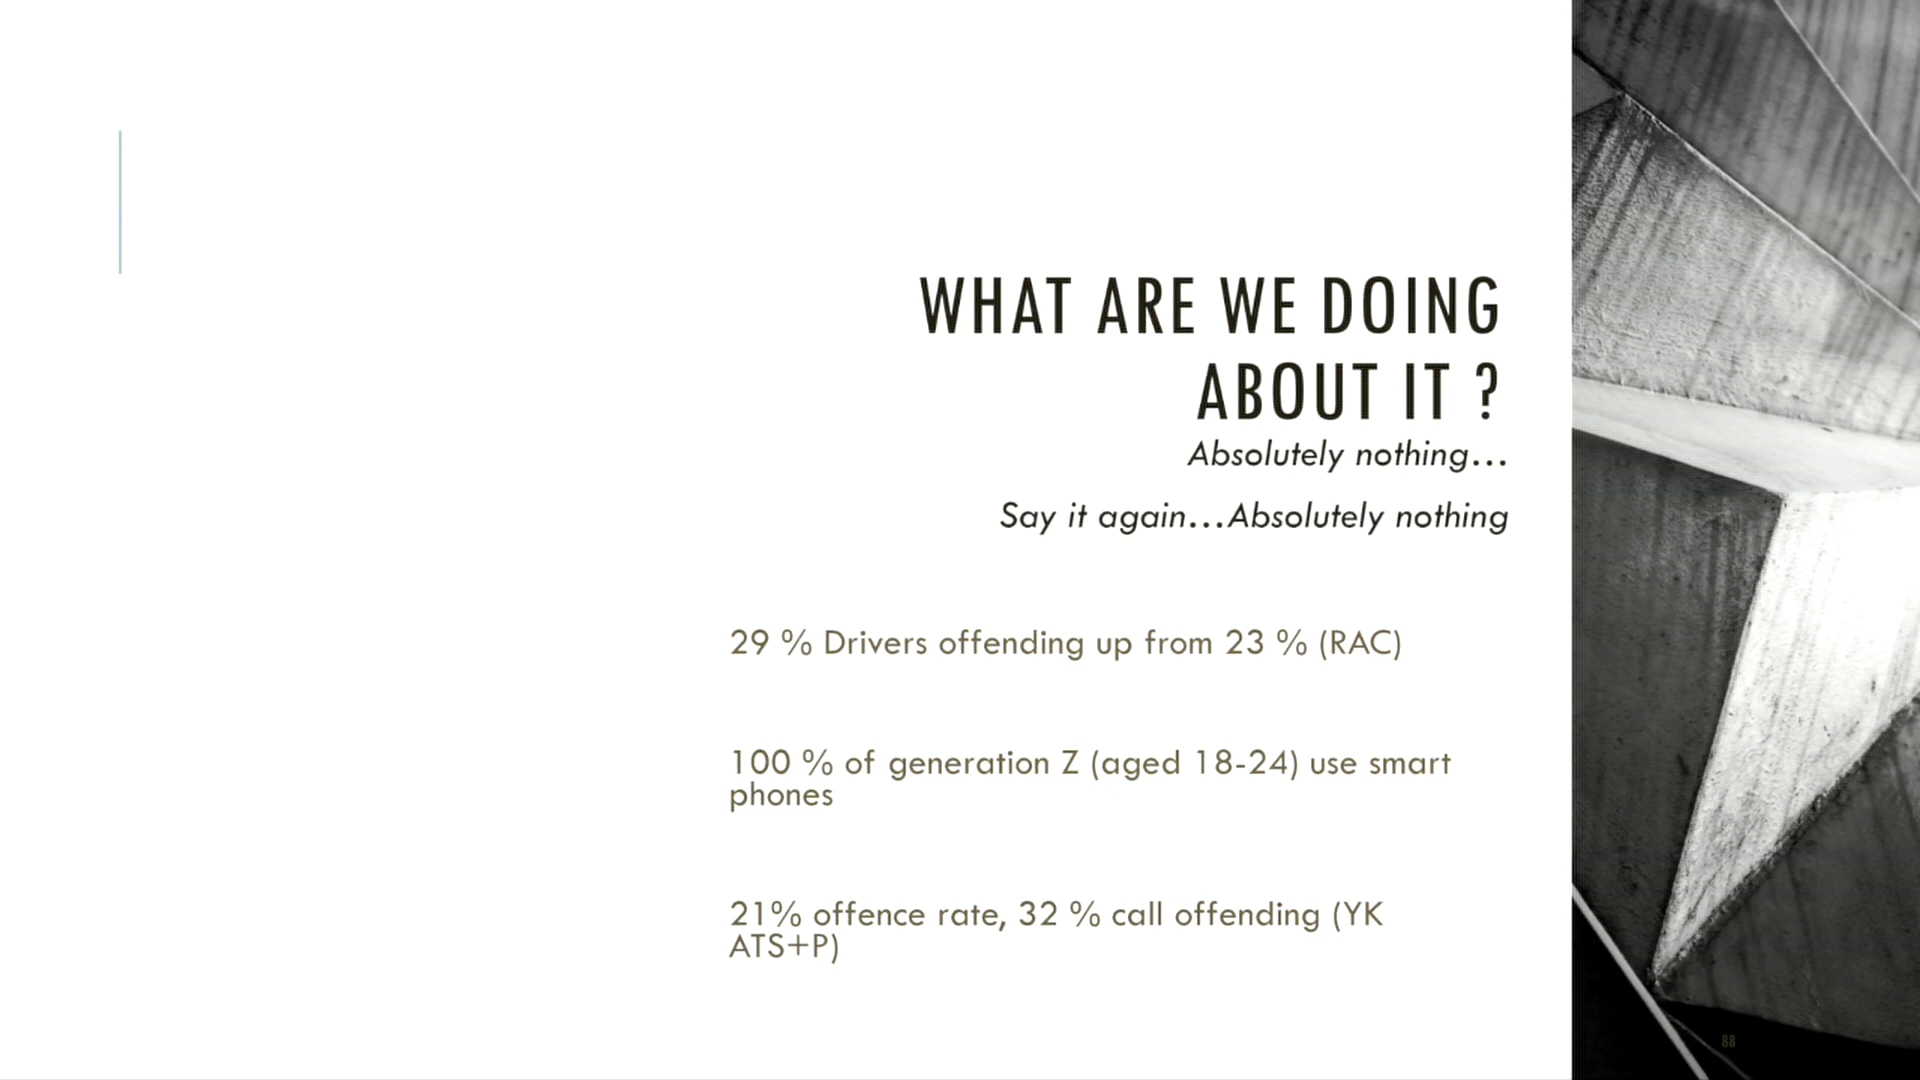 WHAT ARE WE DOING
ABOUT IT ?
Absolutely nothing...
Say it again...Absolutely nothing
29 % Drivers offending up from 23 % (RAC)
100 % of generation Z (aged 18-24) use smart
phones
21% offence rate, 32 % call offending (YK
ATS+P)
88